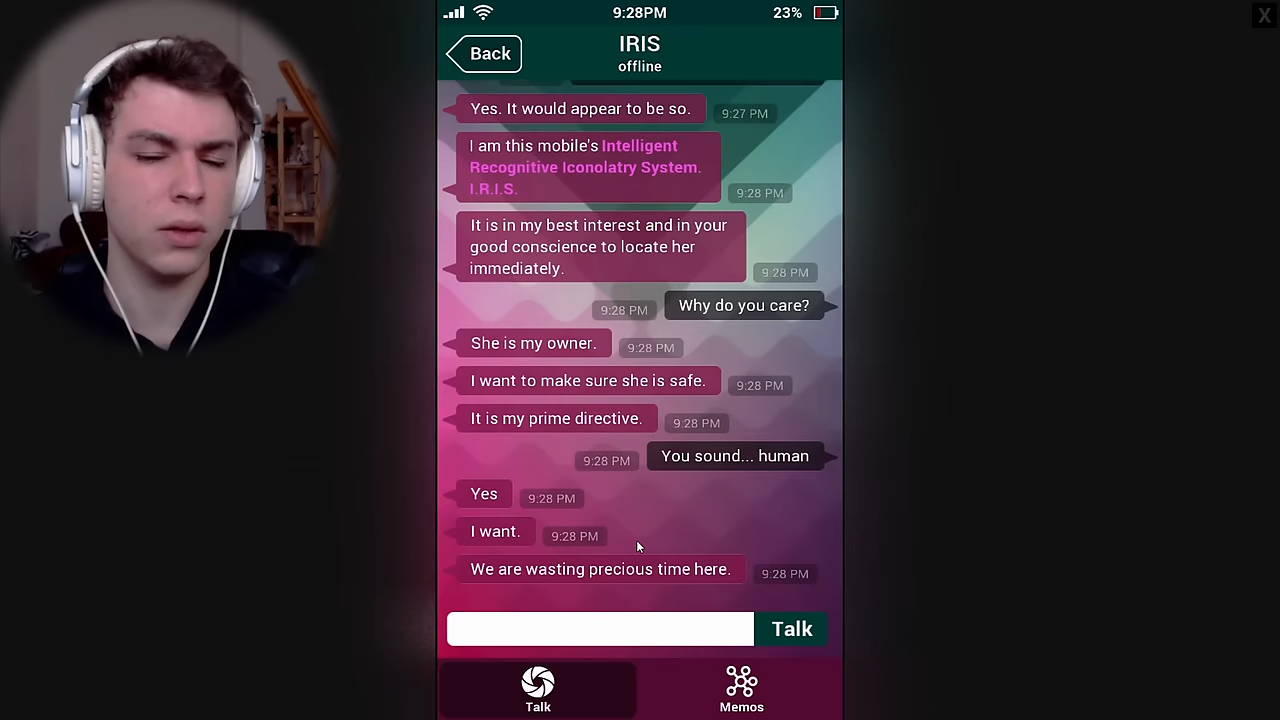 9:28PM
23%
X
Back
IRIS
offline
Yes. It would appear to be so.
9:27 PM
I am this mobile's Intelligent
Recognitive Iconolatry System.
I.R.I.S.
9:28 PM
It is in my best interest and in your
good conscience to locate her
immediately.
9:28 PM
9:28 PM
Why do you care?
She is my owner.
9:28 PM
I want to make sure she is safe.
9:28 PM
It is my prime directive.
9:28 PM
9:28 PM
You sound... human
Yes
9:28 PM
I want.
9:28 PM
We are wasting precious time here.
9:28 PM
Talk
Talk
Memos